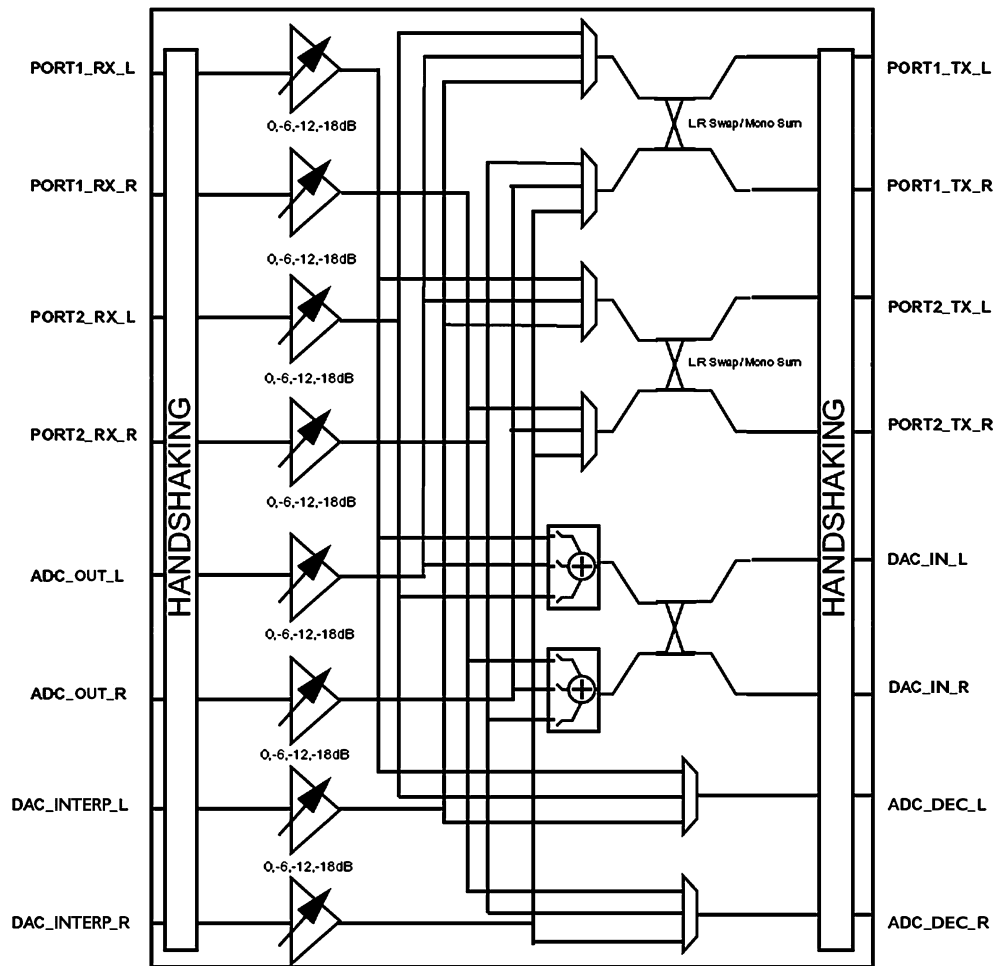 PORT1_RX_L
PORT1_RX_R
PORT2_RX_L
PORT2_RX_R
ADC_OUT_L
ADC_OUT_R
DAC_INTERP_L
DAC_INTERP_R
HANDSHAKING
0,-6,-12,-18dB
0,-6,-12,-18dB
0,-6,-12,-18dB
0,-6,-12,-18dB
0,-6,-12,-18dB
0,-6,-12,-18dB
0,-6,-12,-18dB
LR Swap/Mono Sum
LR Swap/Mono Sum
HANDSHAKING
PORT1_TX_L
PORT1_TX_R
PORT2_TX_L
PORT2_TX_R
DAC_IN_L
DAC_IN_R
ADC_DEC_L
ADC_DEC_R